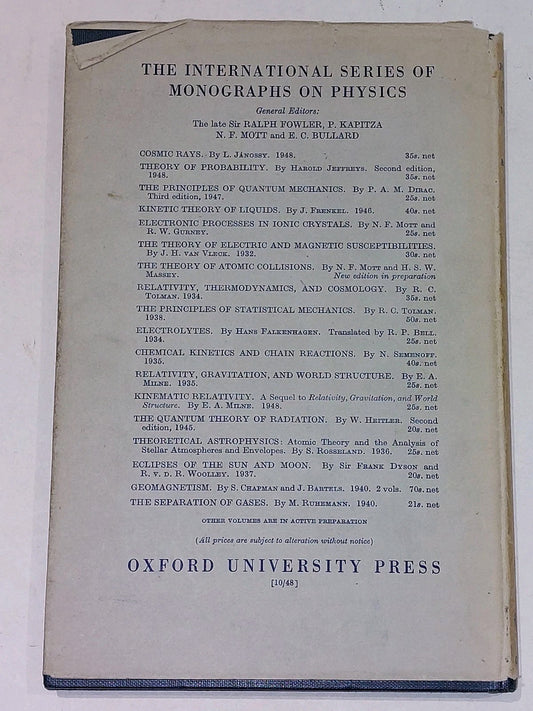 THE INTERNATIONAL SERIES OF
MONOGRAPHS ON PHYSICS
General Editors:
The late Sir RALPH FOWLER, P. KAPITZA
N. F. MOTT and E. C. BULLARD
COSMIC RAYS. By L. JÁNOSSY. 1948. 35s. net
THEORY OF PROBABILITY. By HAROLD JEFFREYS. Second edition,
1948. 35s. net
THE PRINCIPLES OF QUANTUM MECHANICS. By P. A. M. DIRAC.
Third edition, 1947. 25s. net
KINETIC THEORY OF LIQUIDS. By J. FRENKEL. 1946. 40s. net
ELECTRONIC PROCESSES IN IONIC CRYSTALS. By N. F. MOTT and
R. W. GURNEY. 25s. net
THE THEORY OF ELECTRIC AND MAGNETIC SUSCEPTIBILITIES.
By J. H. VAN VLECK. 1932. 30s. net
THE THEORY OF ATOMIC COLLISIONS. By N. F. MOTT and H. S. W.
MASSEY. New edition in preparation
RELATIVITY, THERMODYNAMICS, AND COSMOLOGY. By R. C.
TOLMAN. 1934. 35s. net
THE PRINCIPLES OF STATISTICAL MECHANICS. By R. C. TOLMAN.
1938. 50s. net
ELECTROLYTES. By HANS FALKENHAGEN. Translated by R. P. BELL.
1934. 25s. net
CHEMICAL KINETICS AND CHAIN REACTIONS. By N. SEMENOFF.
1935. 40s. net
RELATIVITY, GRAVITATION, AND WORLD STRUCTURE. By E. A.
MILNE. 1935. 25s. net
KINEMATIC RELATIVITY. A Sequel to Relativity, Gravitation, and World
Structure. By E. A. MILNE. 1948. 25s. net
THE QUANTUM THEORY OF RADIATION. By W. HEITLER. Second
edition, 1945. 20s. net
THEORETICAL ASTROPHYSICS: Atomic Theory and the Analysis of
Stellar Atmospheres and Envelopes. By S. ROSSELAND. 1936. 25s. net
ECLIPSES OF THE SUN AND MOON. By Sir FRANK DYSON and
R. v. d. R. WOOLLEY. 1937. 20s. net
GEOMAGNETISM. By S. CHAPMAN and J. BARTELS. 1940. 2 vols. 70s. net
THE SEPARATION OF GASES. By M. RUHEMANN. 1940. 21s. net
OTHER VOLUMES ARE IN ACTIVE PREPARATION
(All prices are subject to alteration without notice)
OXFORD UNIVERSITY PRESS
[10/48]